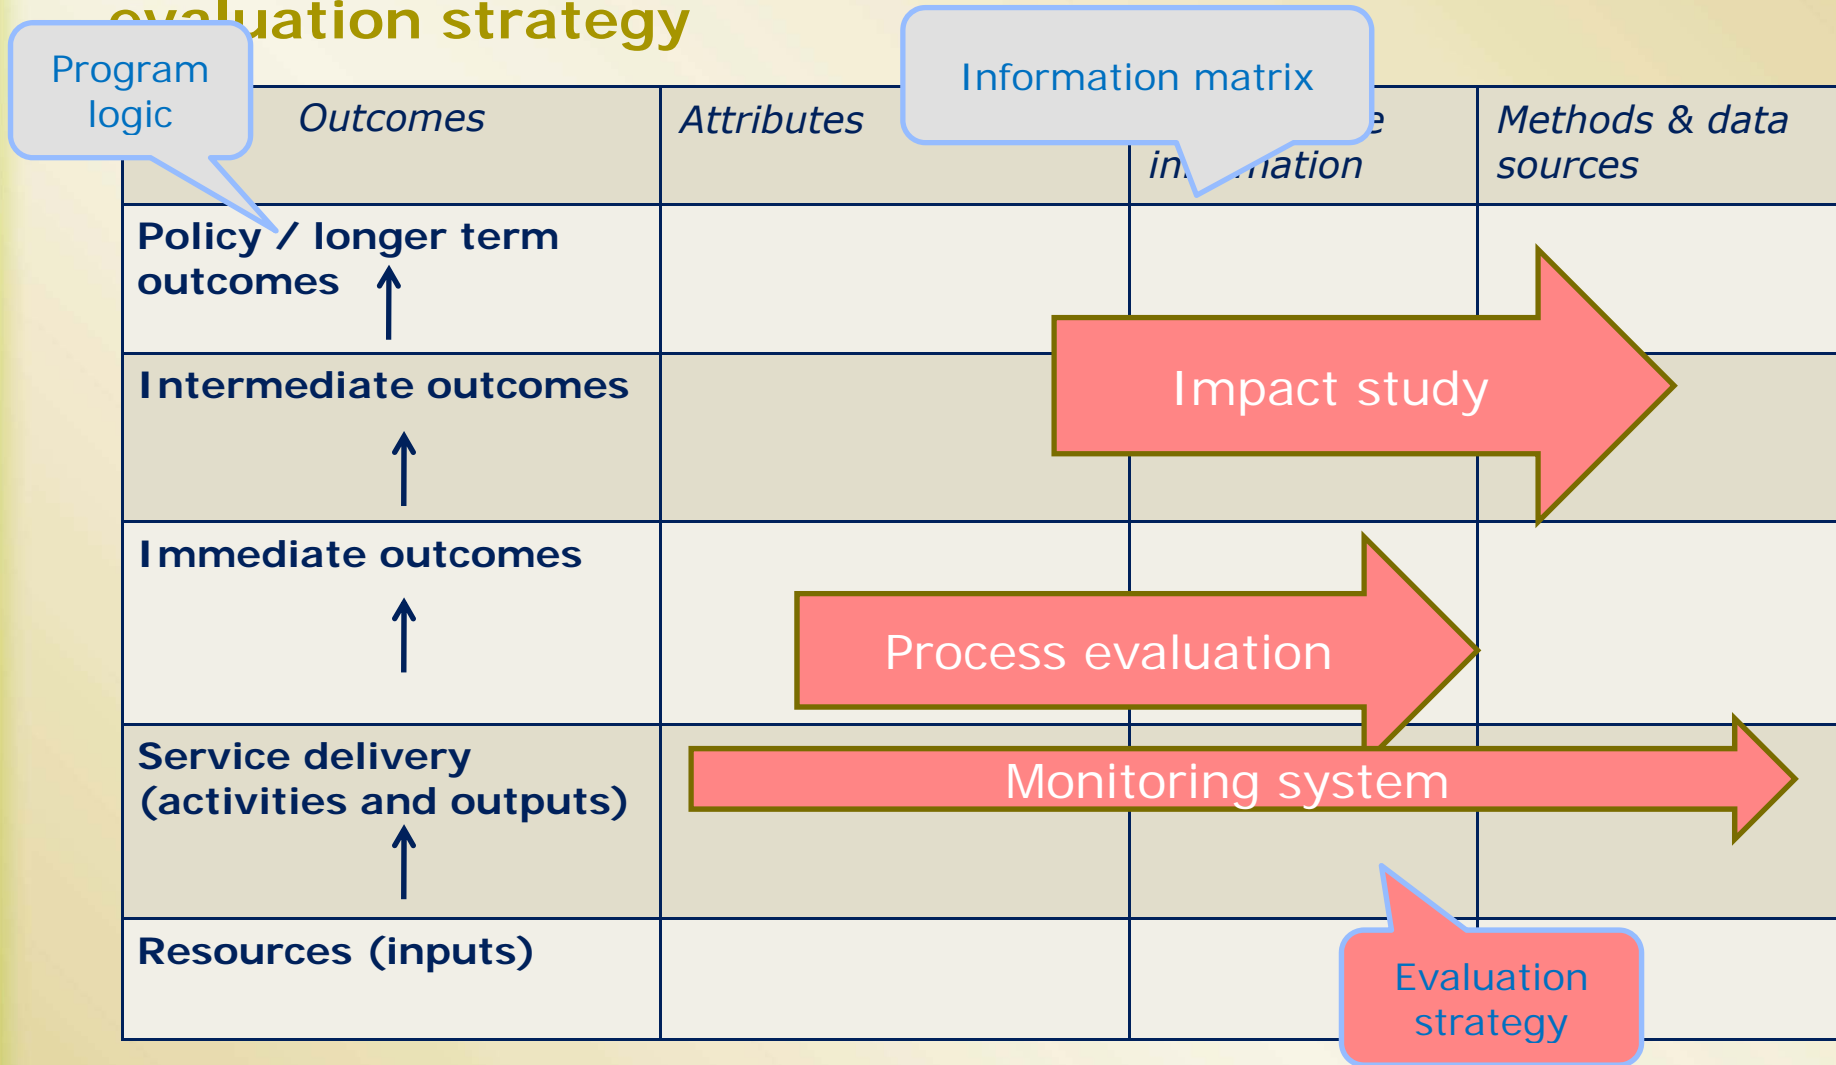 evaluation strategy
Program
logic
Information matrix
Outcomes
Attributes
Methods & data
sources
Policy / longer term
outcomes
Impact study
Intermediate outcomes
Immediate outcomes
Process evaluation
Service delivery
(activities and outputs)
Monitoring system
Resources (inputs)
Evaluation
strategy